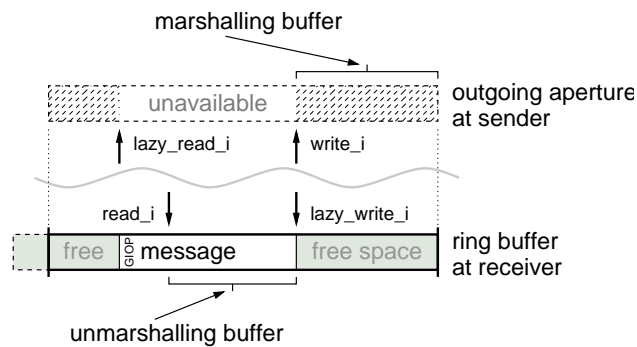 marshalling buffer
unavailable
outgoing aperture
at sender
lazy_read_i
write_i
read_i
lazy_write_i
free
GIOP
message
free space
ring buffer
at receiver
unmarshalling buffer